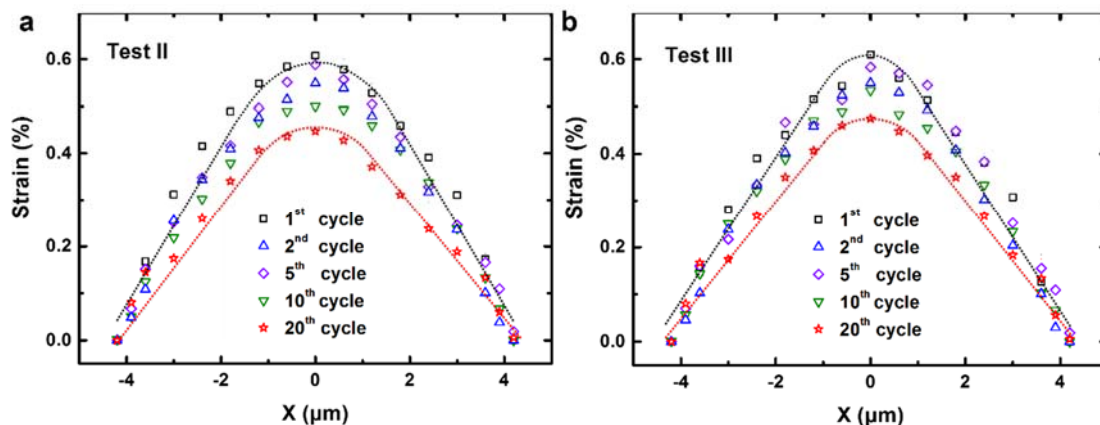 a
Test II
Strain (%)
0.6
0.4
0.2
0.0
1st cycle
2nd cycle
5th cycle
10th cycle
20th cycle
-4
-2
0
2
4
X (µm)
b
Test III
Strain (%)
0.6
0.4
0.2
0.0
1st cycle
2nd cycle
5th cycle
10th cycle
20th cycle
-4
-2
0
2
4
X (µm)